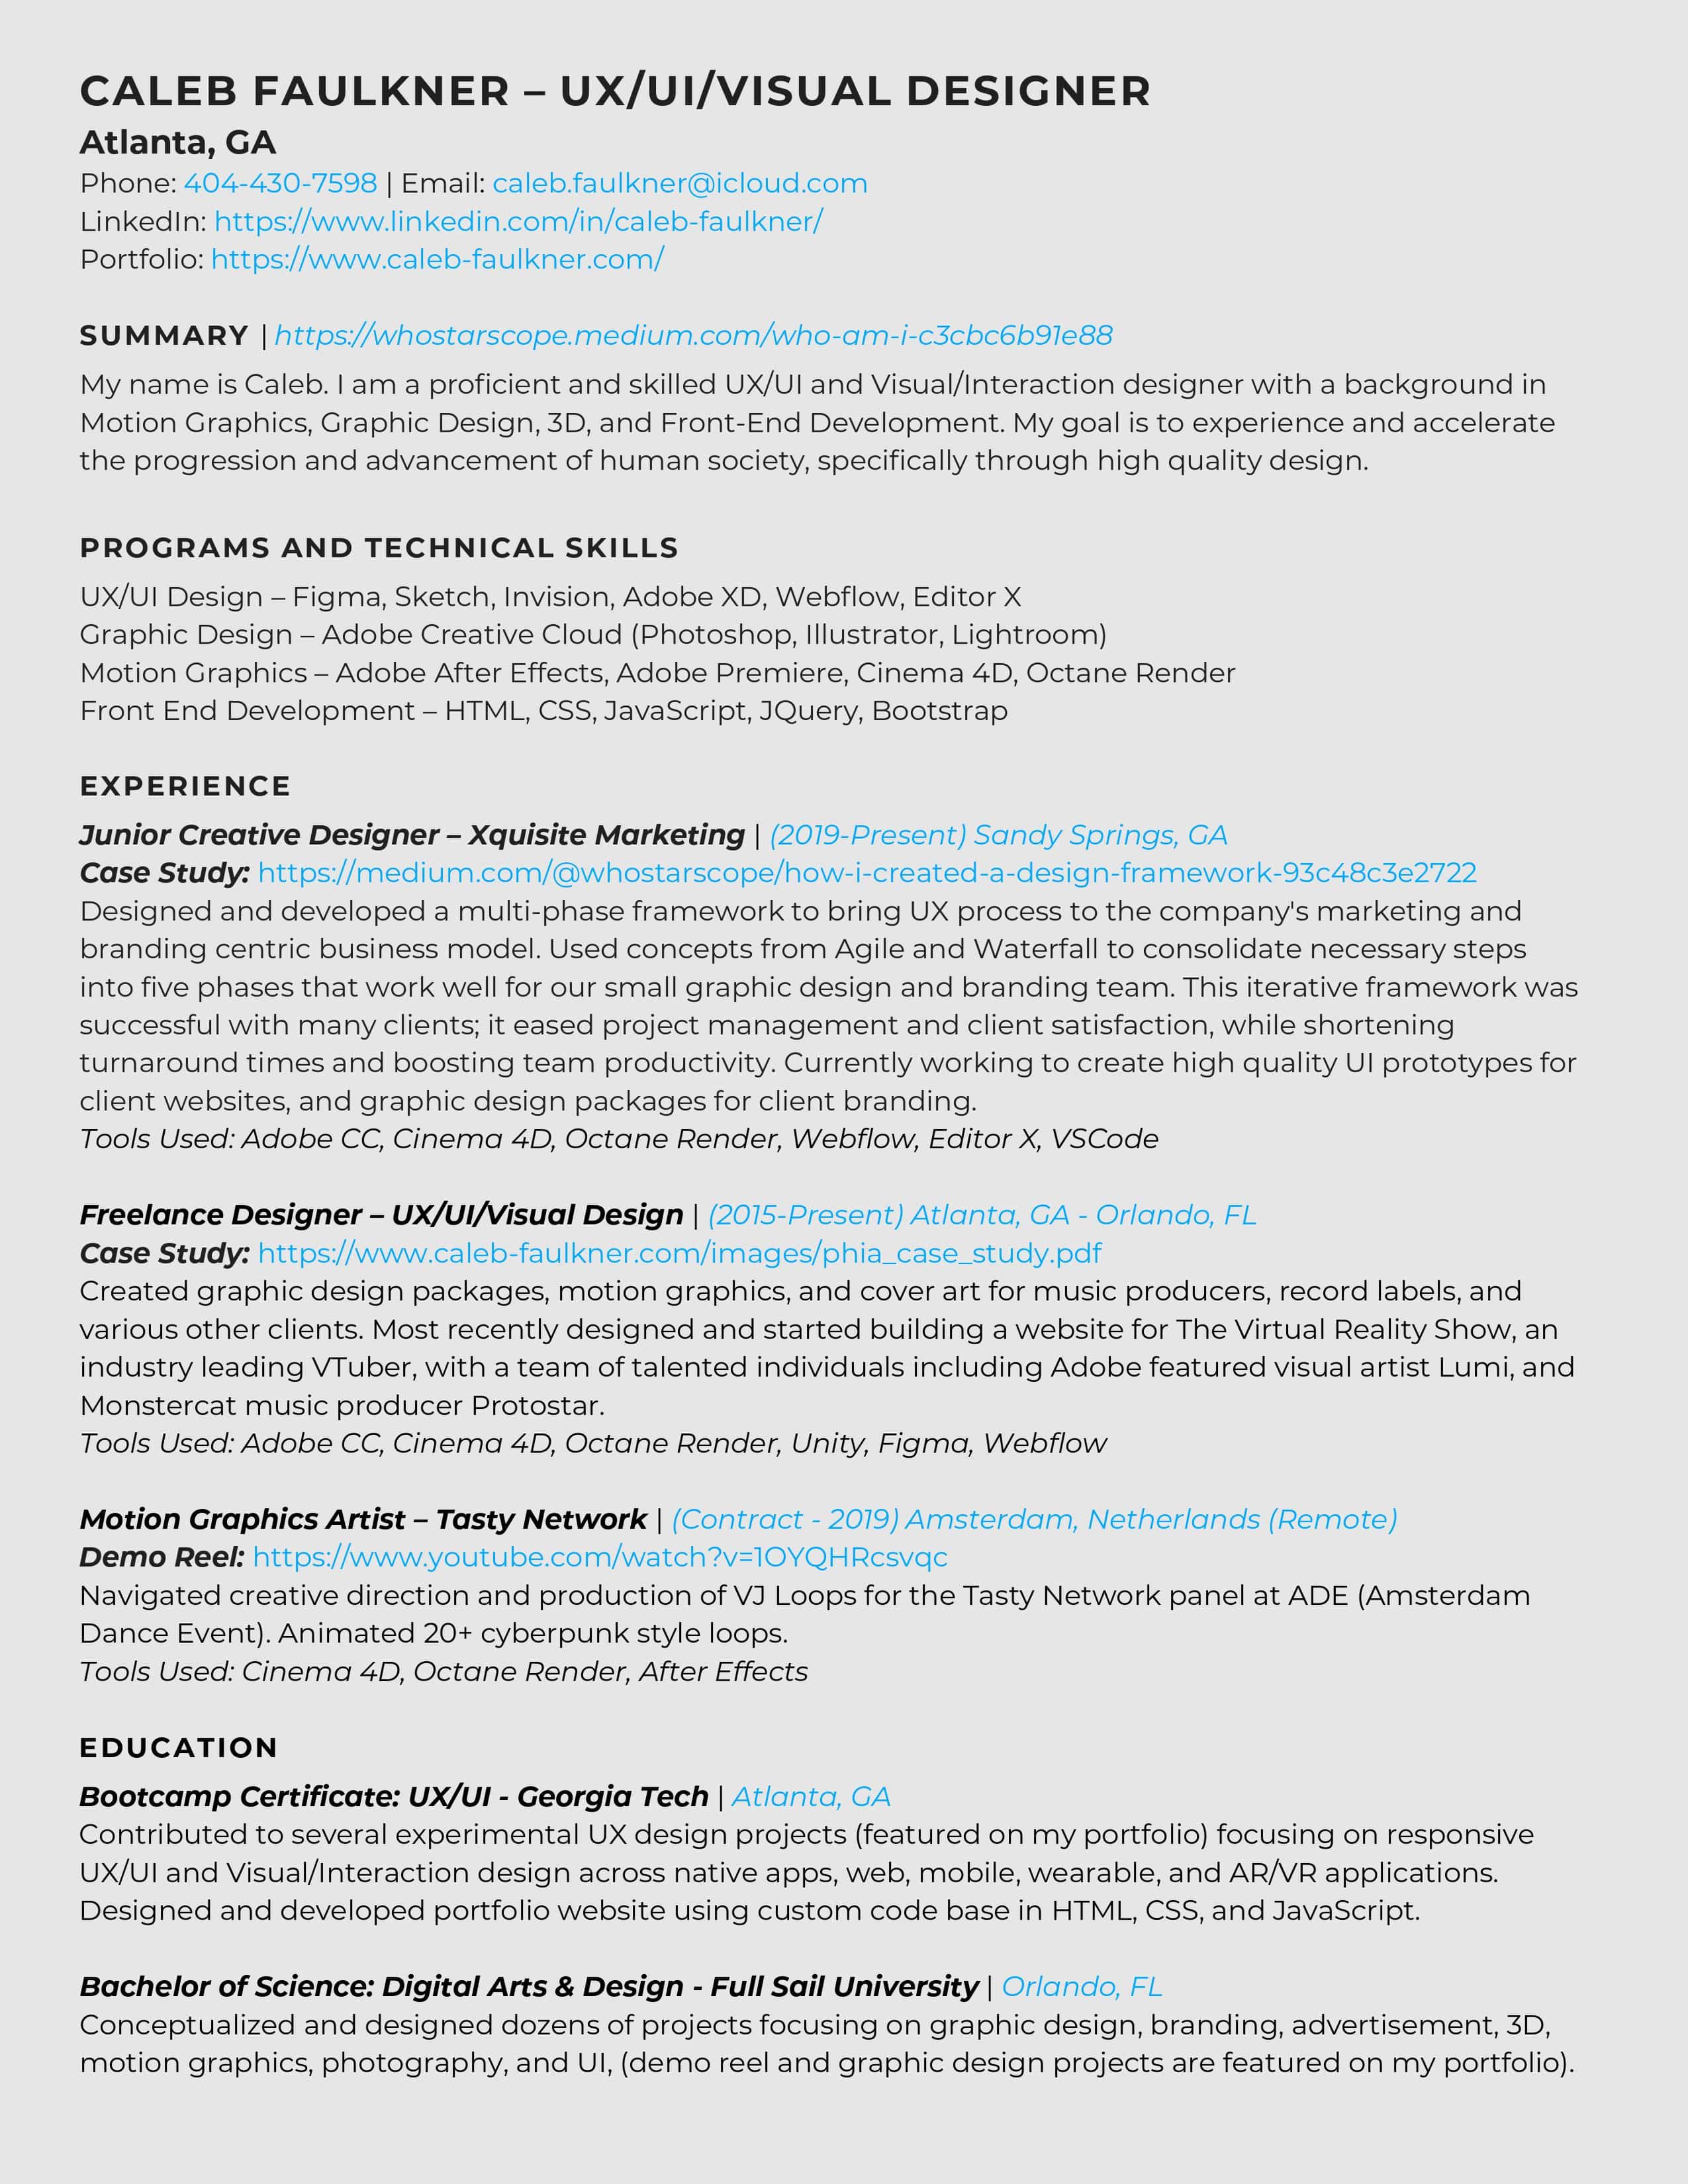 CALEB FAULKNER – UX/UI/VISUAL DESIGNER
Atlanta, GA
Phone: 404-430-7598 | Email: caleb.faulkner@icloud.com
LinkedIn: https://www.linkedin.com/in/caleb-faulkner/
Portfolio: https://www.caleb-faulkner.com/
SUMMARY | https://whostarscope.medium.com/who-am-i-c3cbc6b91e88
My name is Caleb. I am a proficient and skilled UX/UI and Visual/Interaction designer with a background in
Motion Graphics, Graphic Design, 3D, and Front-End Development. My goal is to experience and accelerate
the progression and advancement of human society, specifically through high quality design.
PROGRAMS AND TECHNICAL SKILLS
UX/UI Design – Figma, Sketch, Invision, Adobe XD, Webflow, Editor X
Graphic Design – Adobe Creative Cloud (Photoshop, Illustrator, Lightroom)
Motion Graphics – Adobe After Effects, Adobe Premiere, Cinema 4D, Octane Render
Front End Development – HTML, CSS, JavaScript, JQuery, Bootstrap
EXPERIENCE
Junior Creative Designer – Xquisite Marketing | (2019-Present) Sandy Springs, GA
Case Study: https://medium.com/@whostarscope/how-i-created-a-design-framework-93c48c3e2722
Designed and developed a multi-phase framework to bring UX process to the company's marketing and
branding centric business model. Used concepts from Agile and Waterfall to consolidate necessary steps
into five phases that work well for our small graphic design and branding team. This iterative framework was
successful with many clients; it eased project management and client satisfaction, while shortening
turnaround times and boosting team productivity. Currently working to create high quality UI prototypes for
client websites, and graphic design packages for client branding.
Tools Used: Adobe CC, Cinema 4D, Octane Render, Webflow, Editor X, VSCode
Freelance Designer – UX/UI/Visual Design | (2015-Present) Atlanta, GA - Orlando, FL
Case Study: https://www.caleb-faulkner.com/images/phia_case_study.pdf
Created graphic design packages, motion graphics, and cover art for music producers, record labels, and
various other clients. Most recently designed and started building a website for The Virtual Reality Show, an
industry leading VTuber, with a team of talented individuals including Adobe featured visual artist Lumi, and
Monstercat music producer Protostar.
Tools Used: Adobe CC, Cinema 4D, Octane Render, Unity, Figma, Webflow
Motion Graphics Artist – Tasty Network | (Contract - 2019) Amsterdam, Netherlands (Remote)
Demo Reel: https://www.youtube.com/watch?v=1OYQHRcsvqc
Navigated creative direction and production of VJ Loops for the Tasty Network panel at ADE (Amsterdam
Dance Event). Animated 20+ cyberpunk style loops.
Tools Used: Cinema 4D, Octane Render, After Effects
EDUCATION
Bootcamp Certificate: UX/UI - Georgia Tech | Atlanta, GA
Contributed to several experimental UX design projects (featured on my portfolio) focusing on responsive
UX/UI and Visual/Interaction design across native apps, web, mobile, wearable, and AR/VR applications.
Designed and developed portfolio website using custom code base in HTML, CSS, and JavaScript.
Bachelor of Science: Digital Arts & Design - Full Sail University | Orlando, FL
Conceptualized and designed dozens of projects focusing on graphic design, branding, advertisement, 3D,
motion graphics, photography, and UI, (demo reel and graphic design projects are featured on my portfolio).